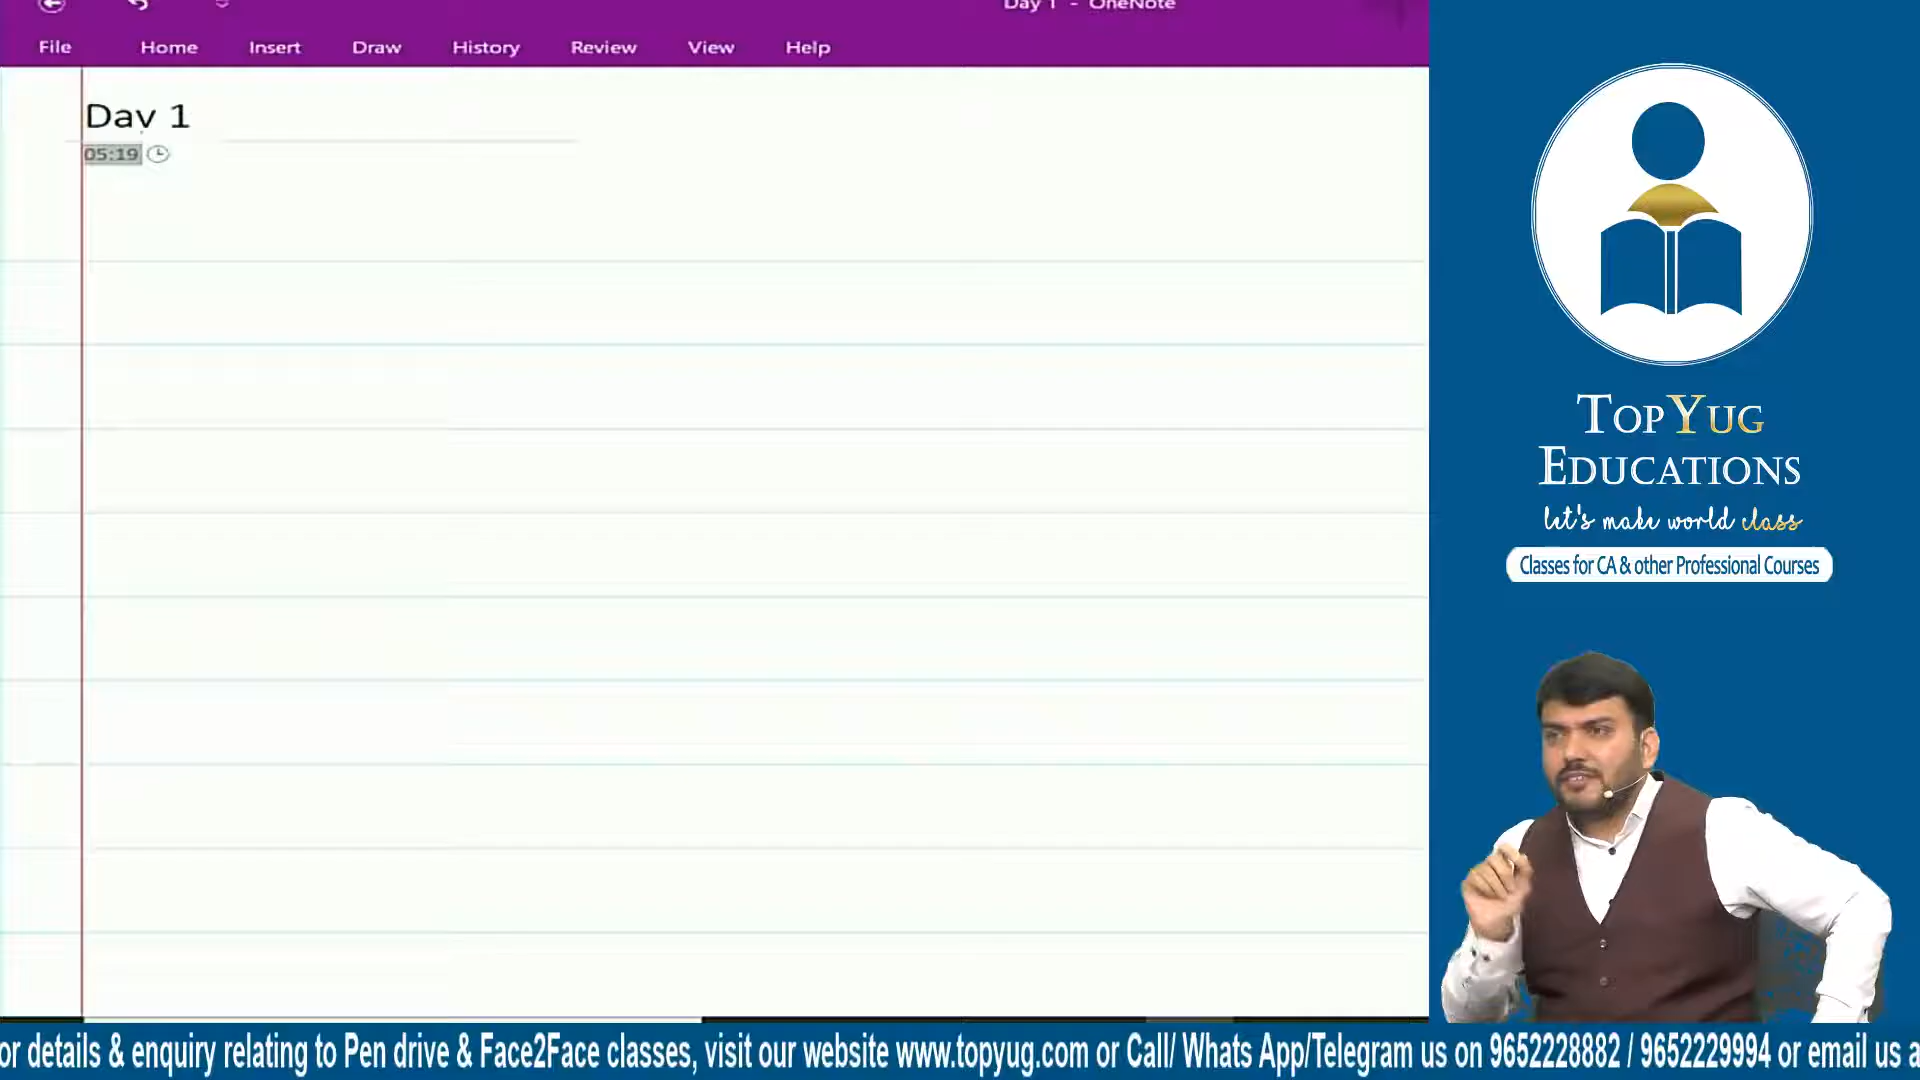 Day 1 - OneNote
File Home Insert Draw History Review View Help
Day 1
05:19
TOPYUG
EDUCATIONS
let's make world class
Classes for CA & other Professional Courses
or details & enquiry relating to Pen drive & Face2Face classes, visit our website www.topyug.com or Call/ Whats App/Telegram us on 9652228882 / 9652229994 or email us a